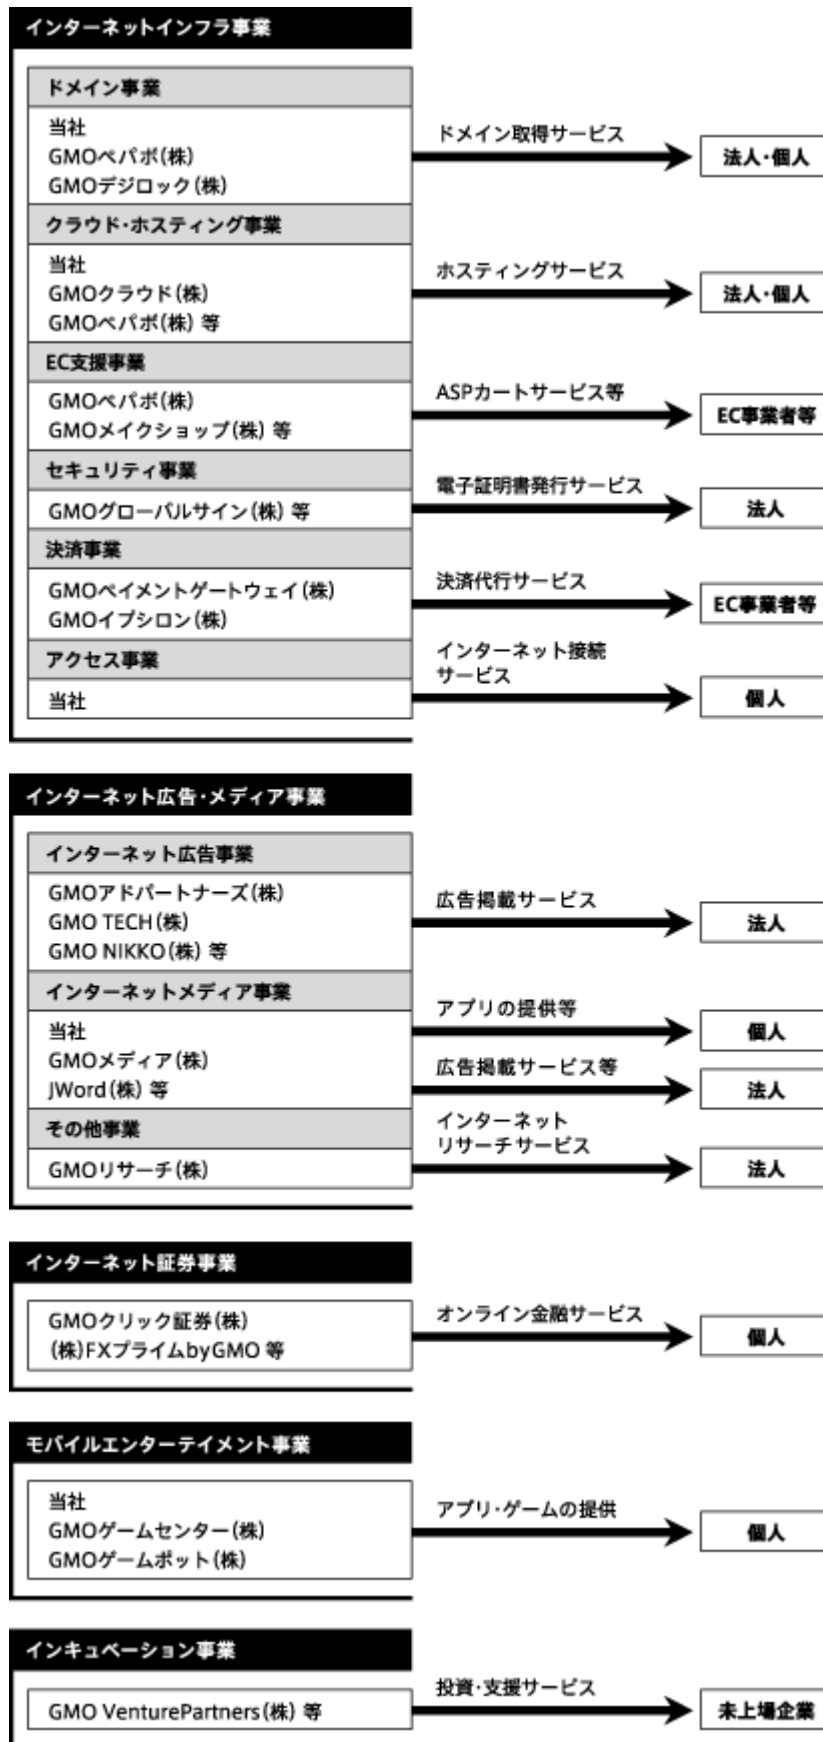 インターネットインフラ事業
ドメイン事業
当社
GMOペパボ(株)
GMOデジロック(株)
ドメイン取得サービス
法人・個人
クラウド・ホスティング事業
当社
GMOクラウド(株)
GMOペパボ(株) 等
ホスティングサービス
法人・個人
EC支援事業
GMOペパボ(株)
GMOメイクショップ(株) 等
ASPカートサービス等
EC事業者等
セキュリティ事業
GMOグローバルサイン(株) 等
電子証明書発行サービス
法人
決済事業
GMOペイメントゲートウェイ(株)
GMOイプシロン(株)
決済代行サービス
EC事業者等
アクセス事業
当社
インターネット接続
サービス
個人
インターネット広告・メディア事業
インターネット広告事業
GMOアドパートナーズ(株)
GMO TECH(株)
GMO NIKKO(株) 等
広告掲載サービス
法人
インターネットメディア事業
当社
GMOメディア(株)
JWord(株) 等
アプリの提供等
個人
広告掲載サービス等
法人
その他事業
GMOリサーチ(株)
インターネット
リサーチサービス
法人
インターネット証券事業
GMOクリック証券(株)
(株)FXプライムbyGMO 等
オンライン金融サービス
個人
モバイルエンターテイメント事業
当社
GMOゲームセンター(株)
GMOゲームポット(株)
アプリ・ゲームの提供
個人
インキュベーション事業
GMO VenturePartners(株) 等
投資・支援サービス
未上場企業